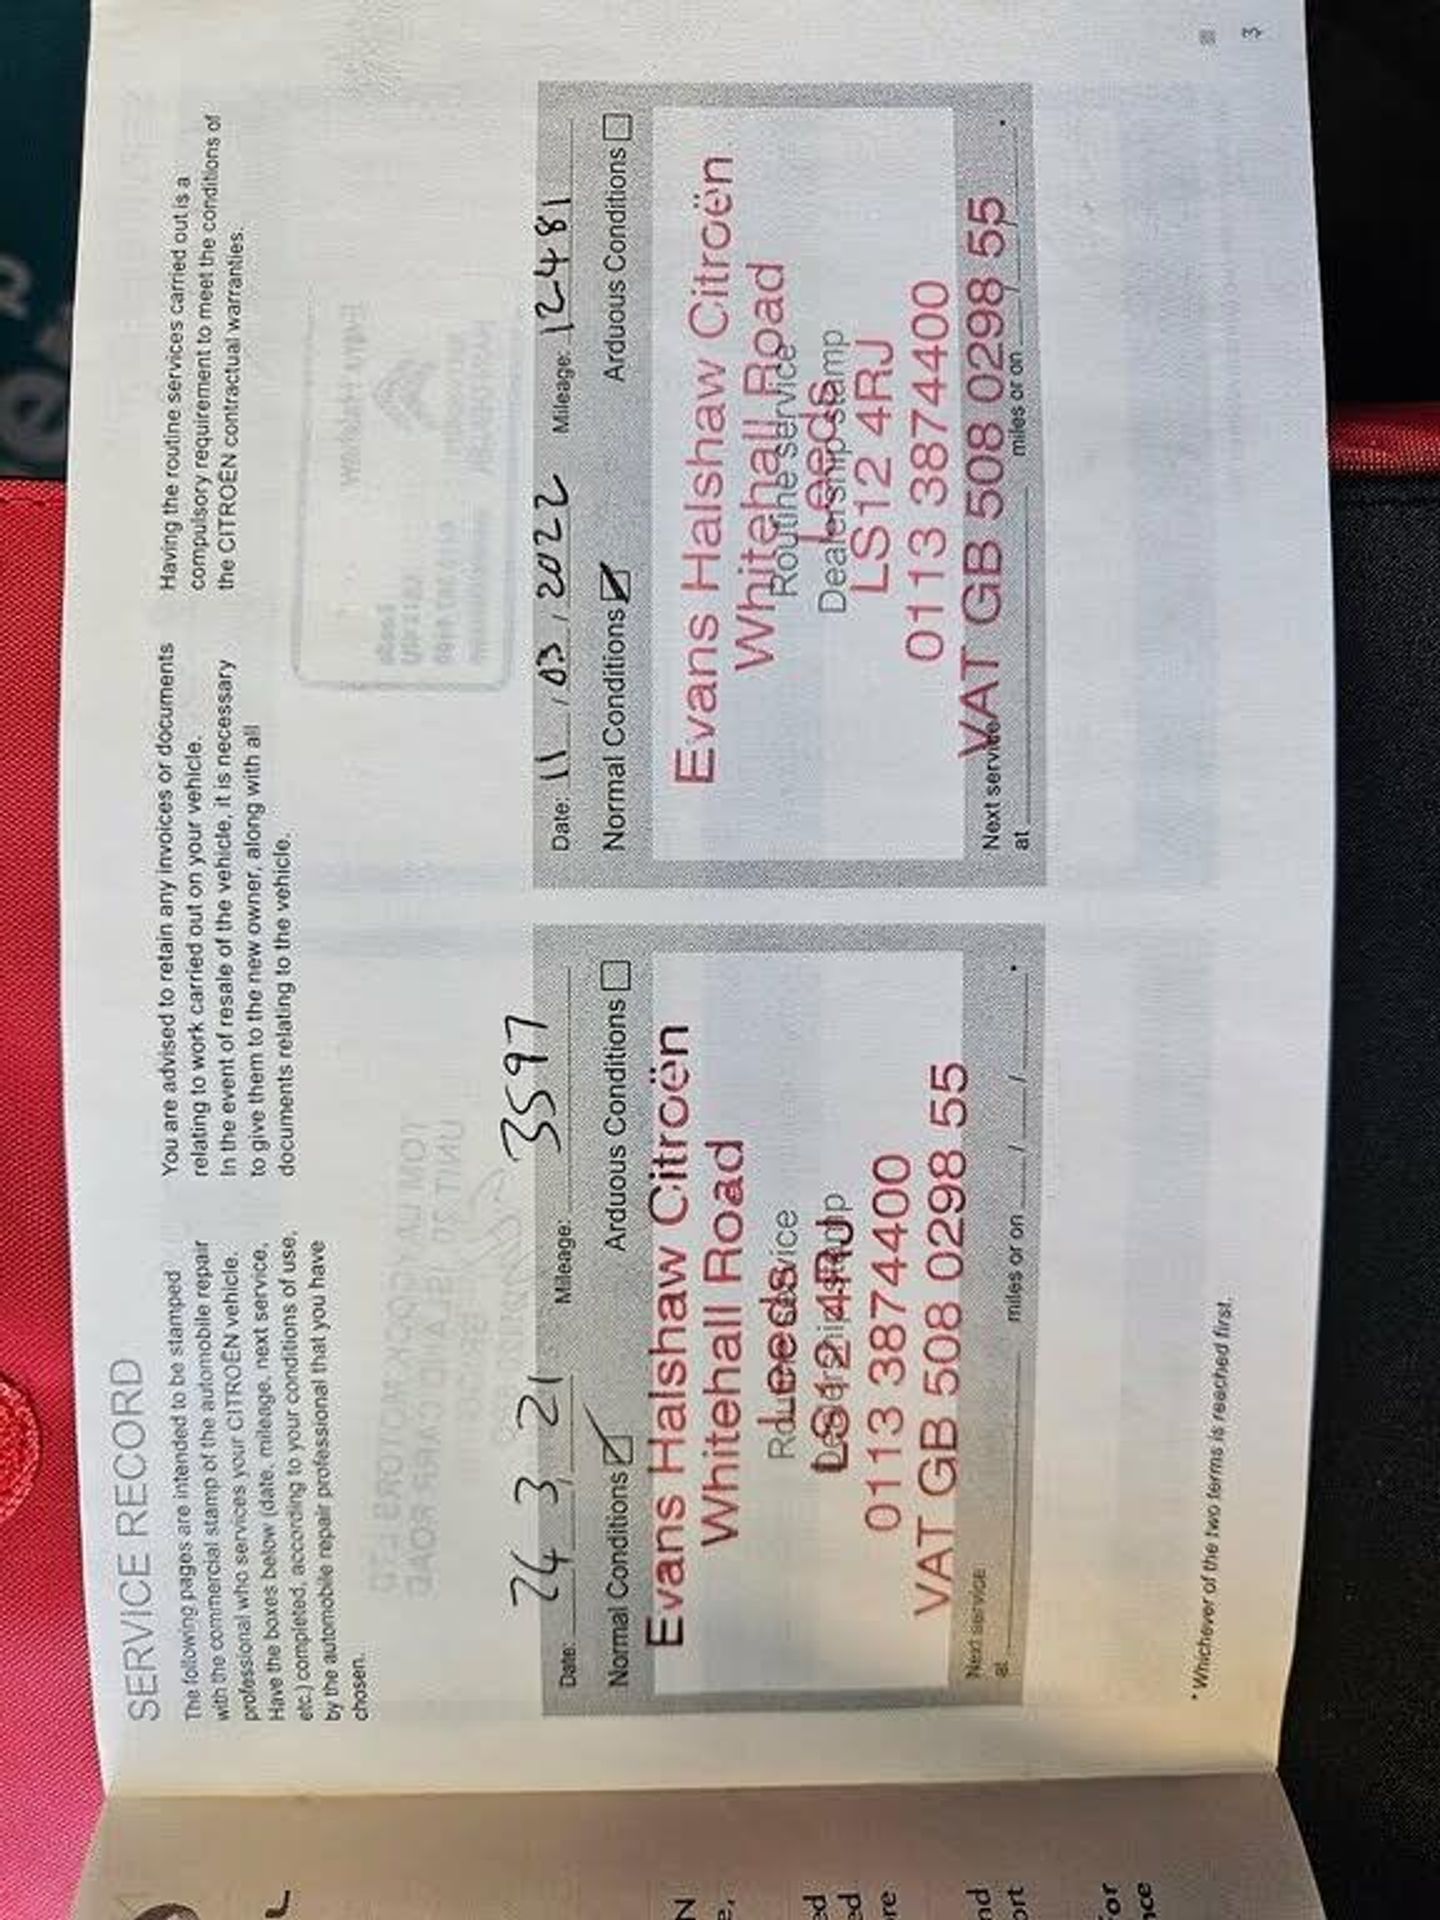 SERVICE RECORD
The following pages are intended to be stamped
with the commercial stamp of the automobile repair
professional who services your CITROËN vehicle.
Have the boxes below (date, mileage, next service,
etc.) completed, according to your conditions of use,
by the automobile repair professional that you have
chosen.
You are advised to retain any invoices or documents
relating to work carried out on your vehicle.
In the event of resale of the vehicle, it is necessary
to give them to the new owner, along with all
documents relating to the vehicle.
Having the routine services carried out is a
compulsory requirement to meet the conditions of
the CITROËN contractual warranties.
Date: 24 3, 21 Mileage: 3597
Normal Conditions Arduous Conditions
Evans Halshaw Citroën
Whitehall Road
Leeds
Routine service
LS12 4RJ
Dealership stamp
0113 3874400
VAT GB 508 0298 55
Next service
at miles or on / / *
Date: 11 / 03 / 2022 Mileage: 12481
Normal Conditions Arduous Conditions
Evans Halshaw Citroën
Whitehall Road
Routine service
Leeds
Dealership stamp
LS12 4RJ
0113 3874400
VAT GB 508 0298 55
Next service
at miles or on / / *
* Whichever of the two terms is reached first.
3